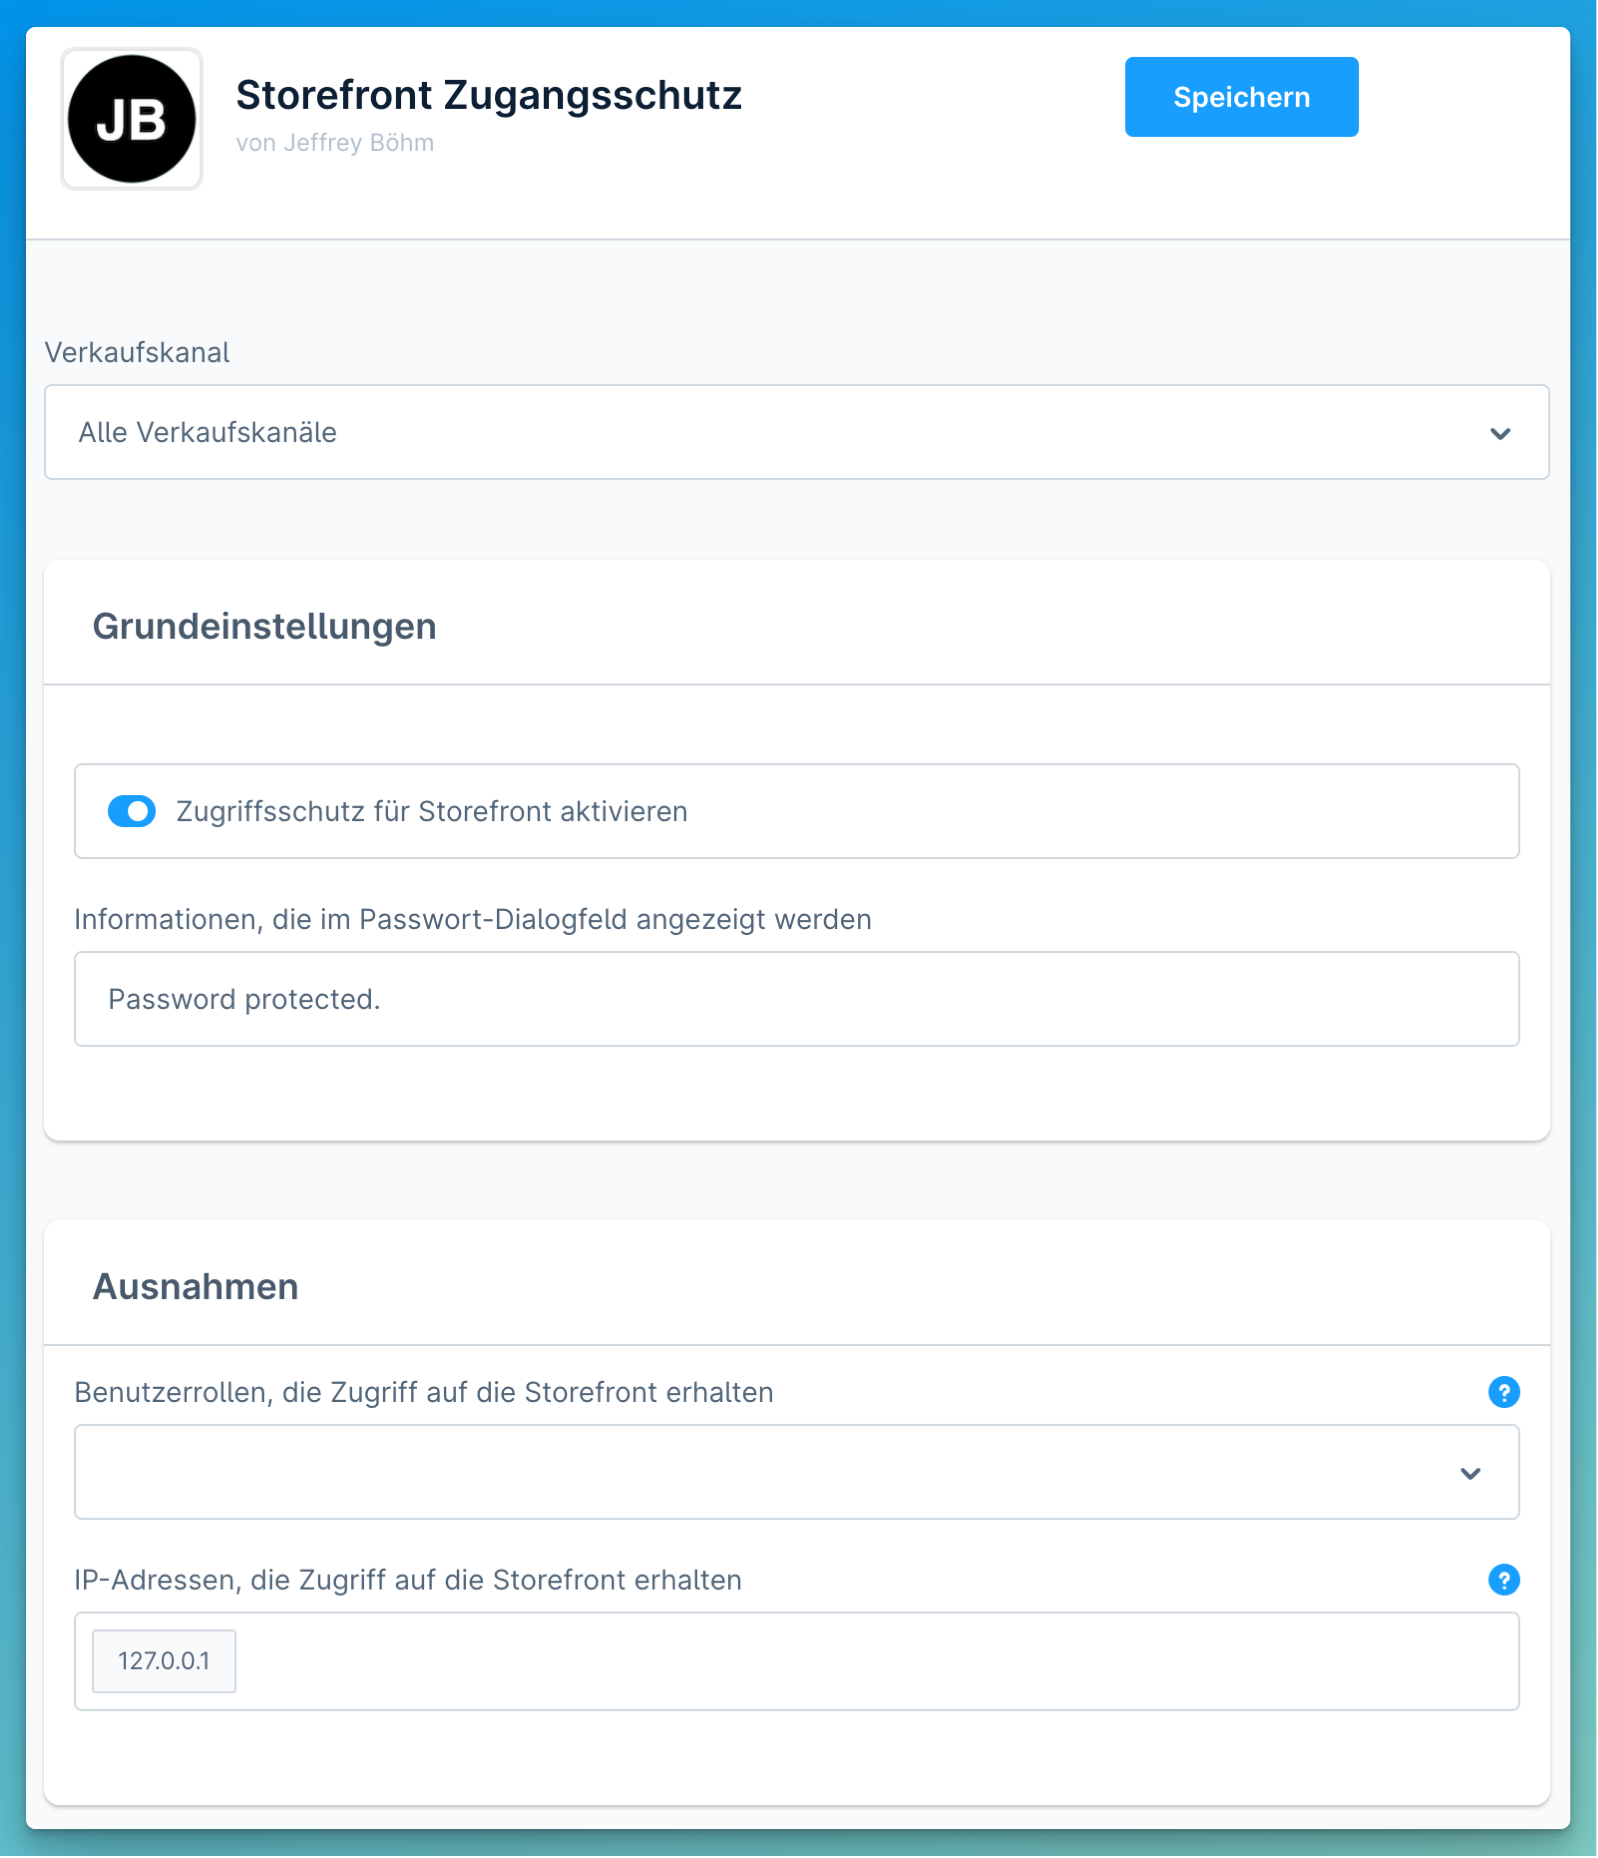 JB
Storefront Zugangsschutz
von Jeffrey Böhm
Speichern
Verkaufskanal
Alle Verkaufskanäle
Grundeinstellungen
Zugriffsschutz für Storefront aktivieren
Informationen, die im Passwort-Dialogfeld angezeigt werden
Password protected.
Ausnahmen
Benutzerrollen, die Zugriff auf die Storefront erhalten
?
IP-Adressen, die Zugriff auf die Storefront erhalten
?
127.0.0.1